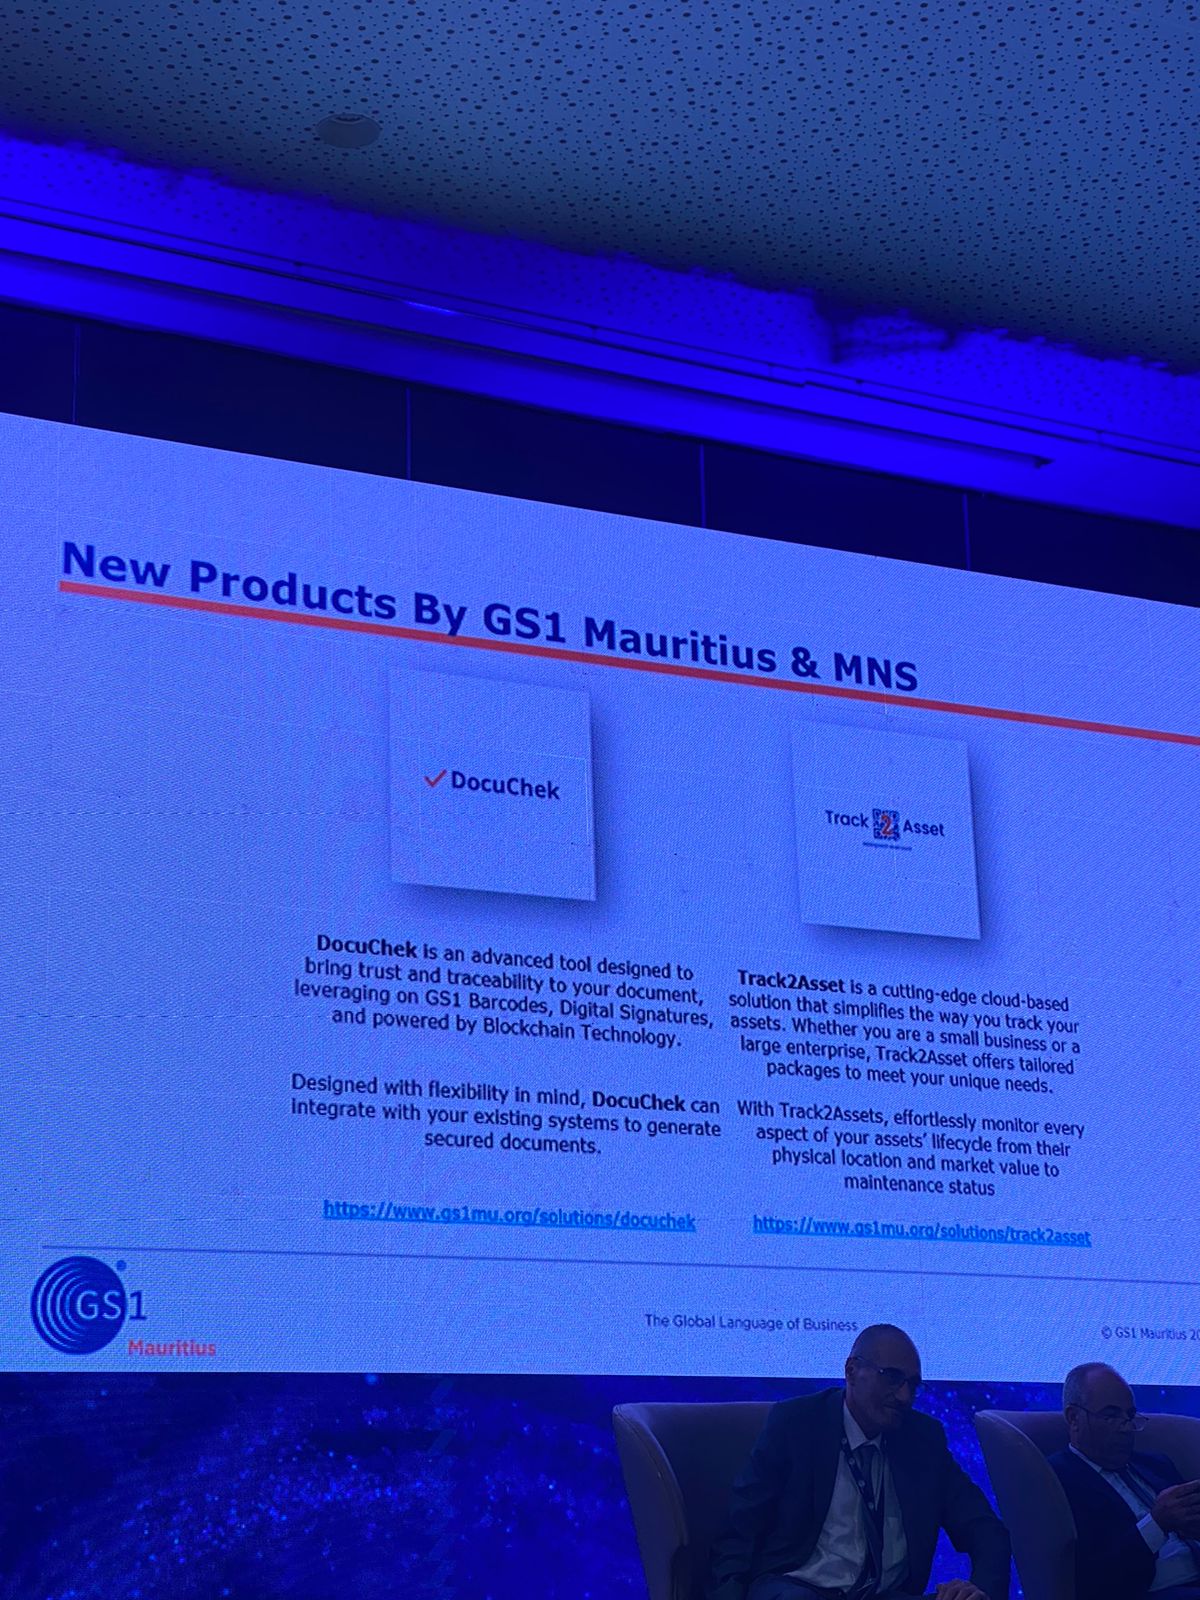 New Products By GS1 Mauritius & MNS
DocuChek
DocuChek is an advanced tool designed to
bring trust and traceability to your document,
leveraging on GS1 Barcodes, Digital Signatures,
and powered by Blockchain Technology.
Designed with flexibility in mind, DocuChek can
integrate with your existing systems to generate
secured documents.
https://www.gs1mu.org/solutions/docuchek
Track 2 Asset
Track2Asset is a cutting-edge cloud-based
solution that simplifies the way you track your
assets. Whether you are a small business or a
large enterprise, Track2Asset offers tailored
packages to meet your unique needs.
With Track2Assets, effortlessly monitor every
aspect of your assets' lifecycle from their
physical location and market value to
maintenance status
https://www.gs1mu.org/solutions/track2asset
GS1
Mauritius
The Global Language of Business
© GS1 Mauritius 20